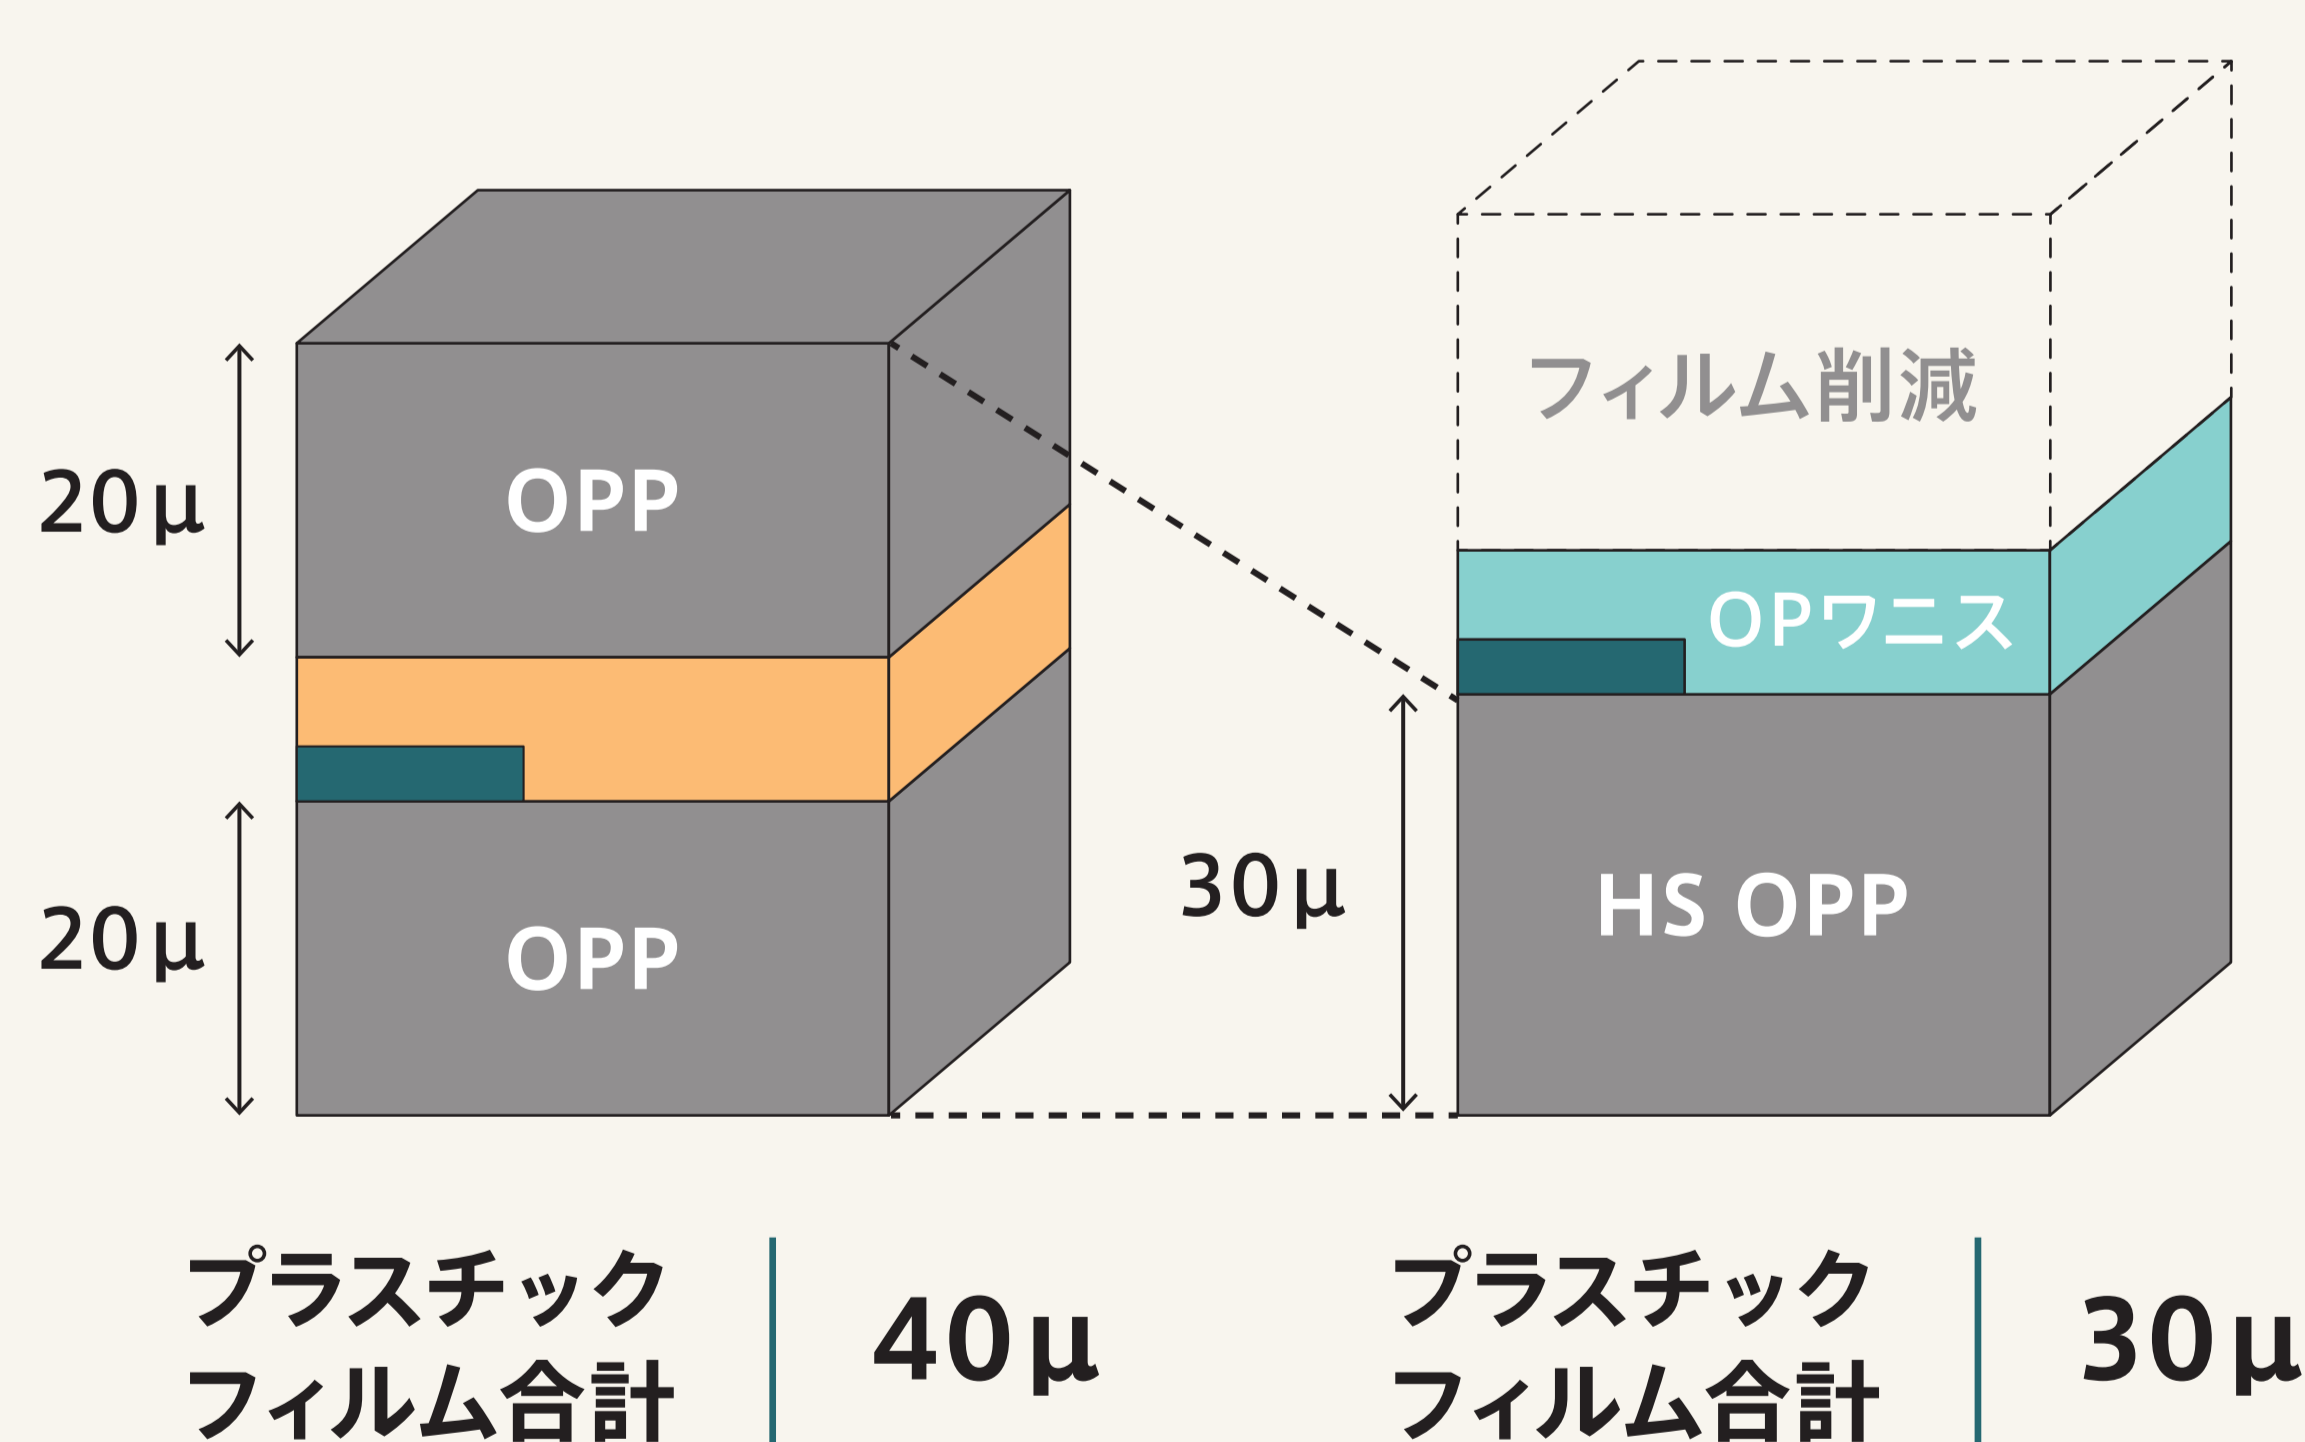 20μ
OPP
20μ
OPP
フィルム削減
OPワニス
30μ
HS OPP
プラスチック
フィルム合計
40μ
プラスチック
フィルム合計
30μ